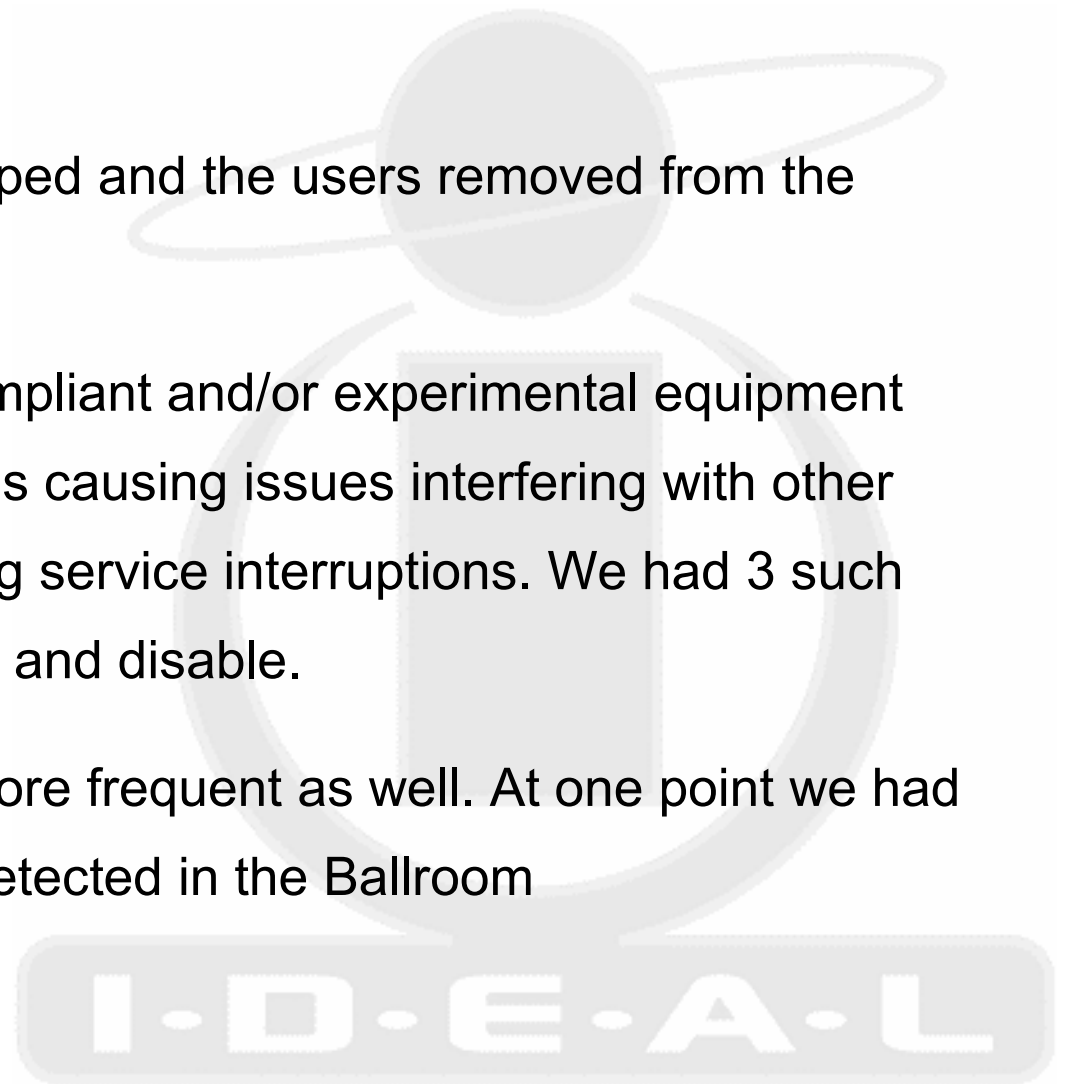 ped and the users removed from the
mpliant and/or experimental equipment
s causing issues interfering with other
g service interruptions. We had 3 such
and disable.
ore frequent as well. At one point we had
etected in the Ballroom
I•D•E•A•L